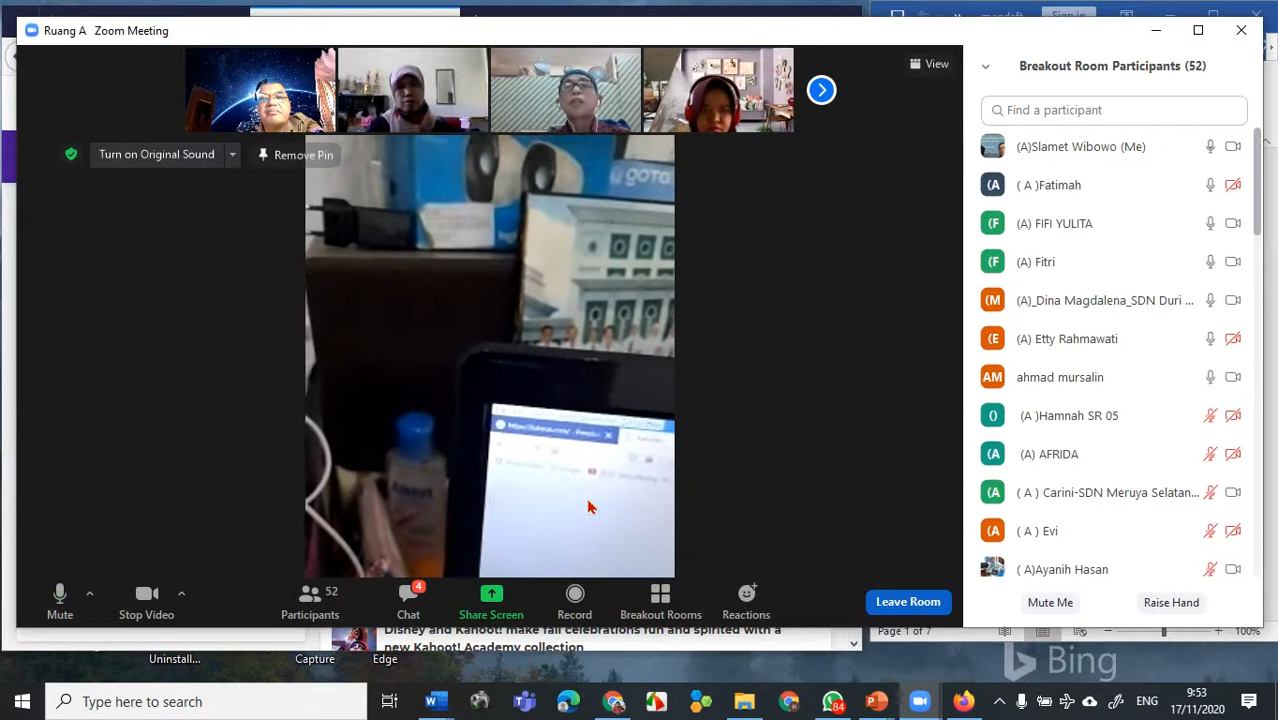 Sign in
Ruang A   Zoom Meeting
View
Turn on Original Sound
Remove Pin
Breakout Room Participants (52)
Find a participant
(A)Slamet Wibowo (Me)
(A ( A )Fatimah
(F (A) FIFI YULITA
(F (A) Fitri
(M (A)_Dina Magdalena_SDN Duri ...
(E (A) Etty Rahmawati
AM ahmad mursalin
() ( A )Hamnah SR 05
(A (A) AFRIDA
(A ( A ) Carini-SDN Meruya Selatan...
(A ( A ) Evi
( A )Ayanih Hasan
Mute Me
Raise Hand
Mute
Stop Video
52
Participants
4
Chat
Share Screen
Record
Breakout Rooms
Reactions
Leave Room
Disney and Kahoot! make fall celebrations fun and spirited with a
new Kahoot! Academy collection
Page 1 of 7
100%
Uninstall...
Capture
Edge
Bing
Type here to search
84
ENG
9:53
17/11/2020